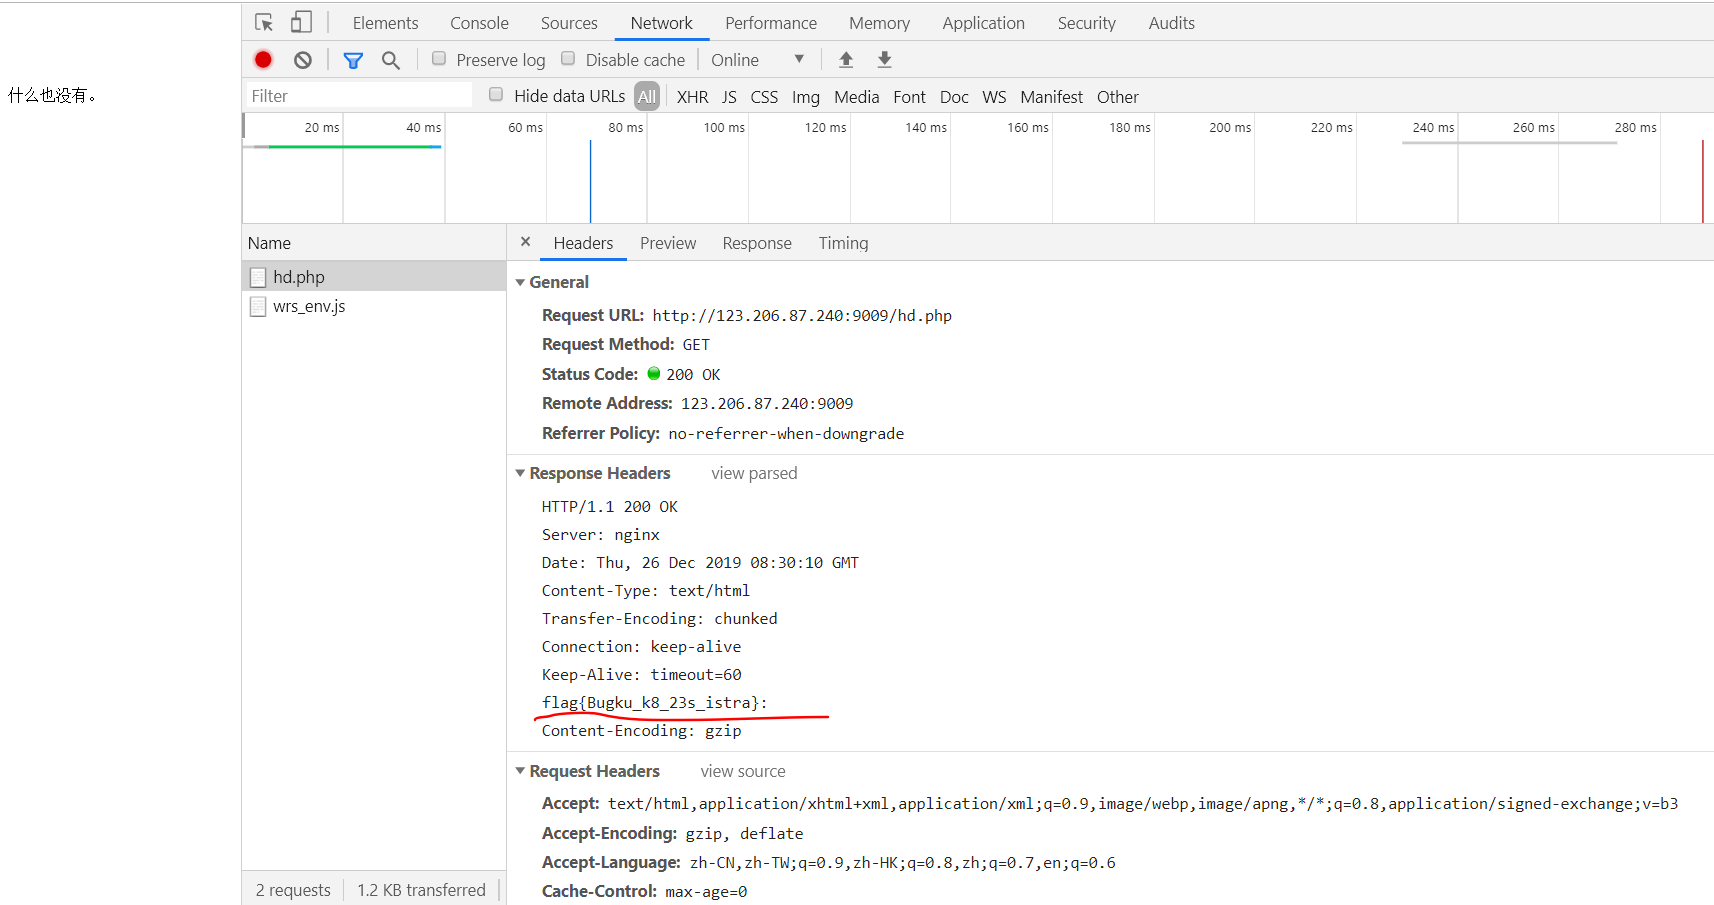 Elements Console Sources Network Performance Memory Application Security Audits
Preserve log Disable cache Online
Filter Hide data URLs All XHR JS CSS Img Media Font Doc WS Manifest Other
什么也没有。
20 ms 40 ms 60 ms 80 ms 100 ms 120 ms 140 ms 160 ms 180 ms 200 ms 220 ms 240 ms 260 ms 280 ms
Name
hd.php
wrs_env.js
2 requests 1.2 KB transferred
× Headers Preview Response Timing
General
Request URL: http://123.206.87.240:9009/hd.php
Request Method: GET
Status Code: 200 OK
Remote Address: 123.206.87.240:9009
Referrer Policy: no-referrer-when-downgrade
Response Headers view parsed
HTTP/1.1 200 OK
Server: nginx
Date: Thu, 26 Dec 2019 08:30:10 GMT
Content-Type: text/html
Transfer-Encoding: chunked
Connection: keep-alive
Keep-Alive: timeout=60
flag{Bugku_k8_23s_istra}:
Content-Encoding: gzip
Request Headers view source
Accept: text/html,application/xhtml+xml,application/xml;q=0.9,image/webp,image/apng,*/*;q=0.8,application/signed-exchange;v=b3
Accept-Encoding: gzip, deflate
Accept-Language: zh-CN,zh-TW;q=0.9,zh-HK;q=0.8,zh;q=0.7,en;q=0.6
Cache-Control: max-age=0